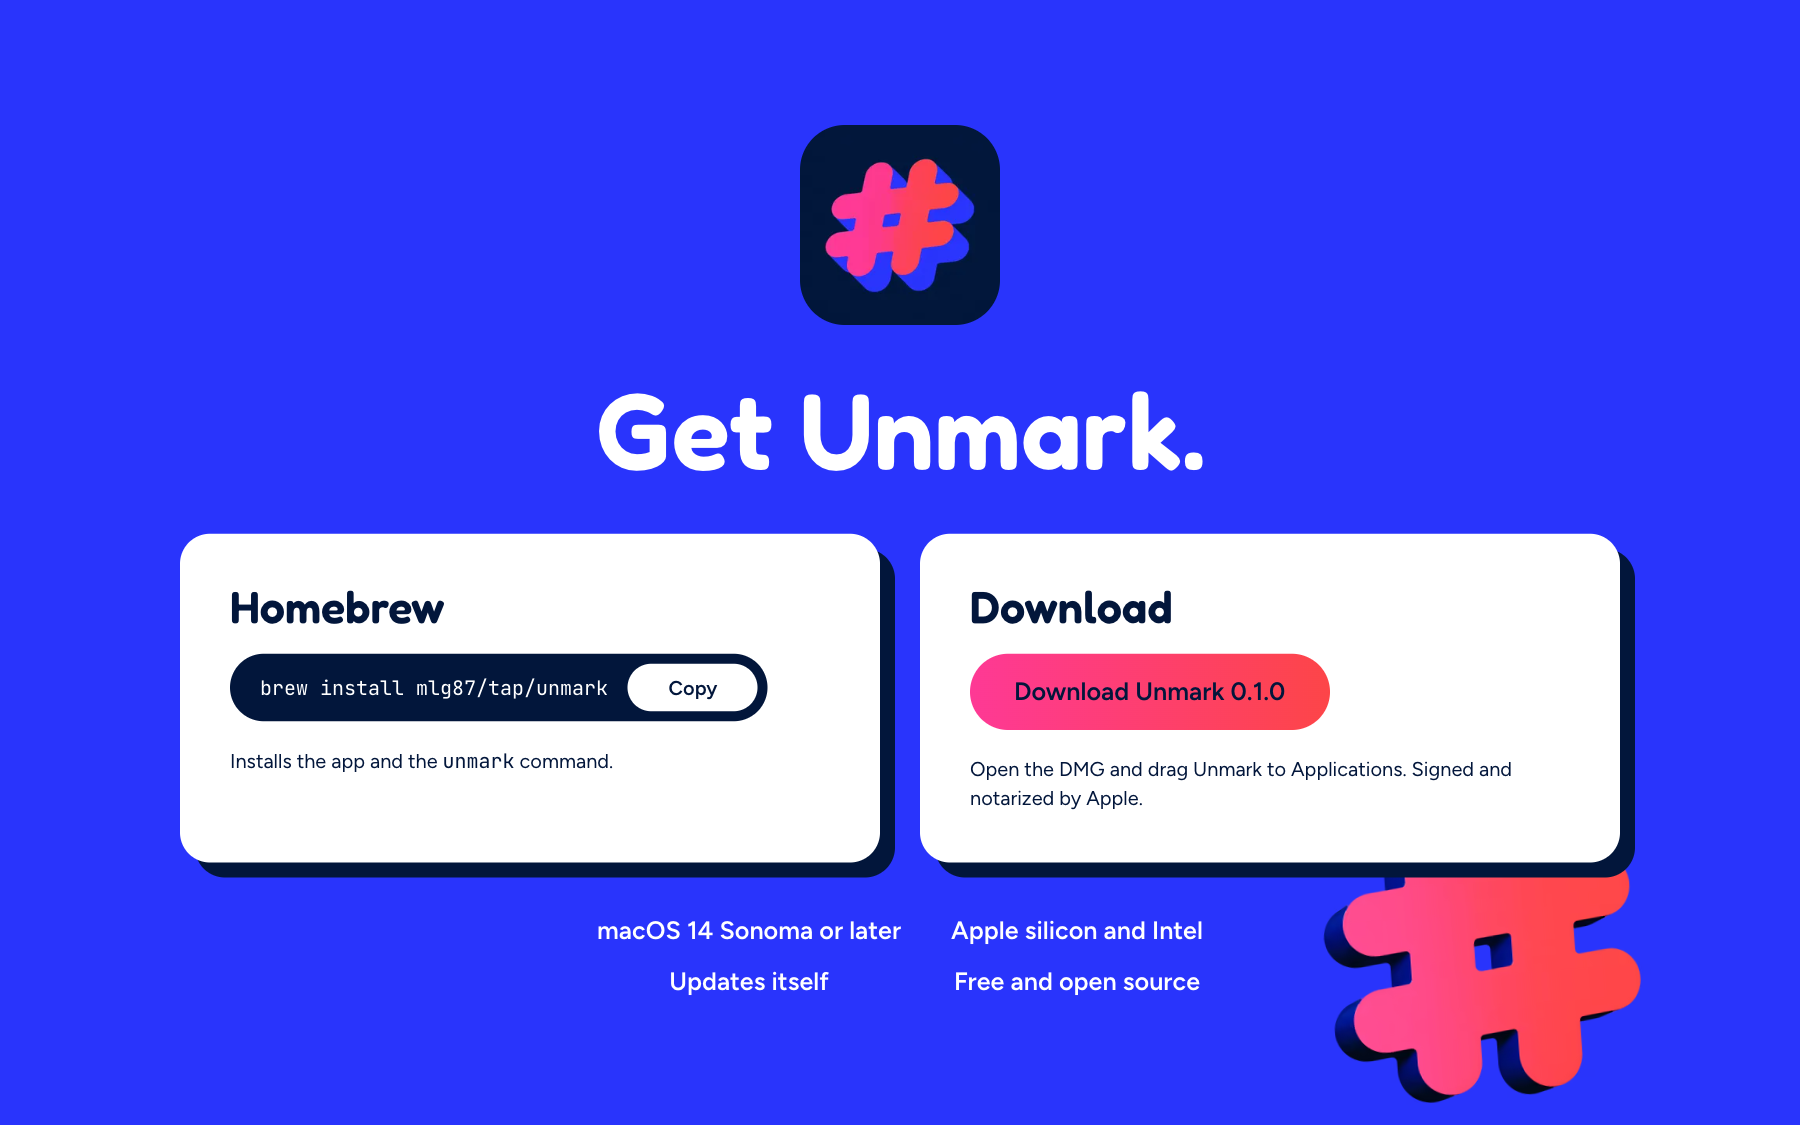 #
Get Unmark.
Homebrew
brew install mlg87/tap/unmark
Copy
Installs the app and the unmark command.
Download
Download Unmark 0.1.0
Open the DMG and drag Unmark to Applications. Signed and
notarized by Apple.
macOS 14 Sonoma or later
Apple silicon and Intel
Updates itself
Free and open source
#